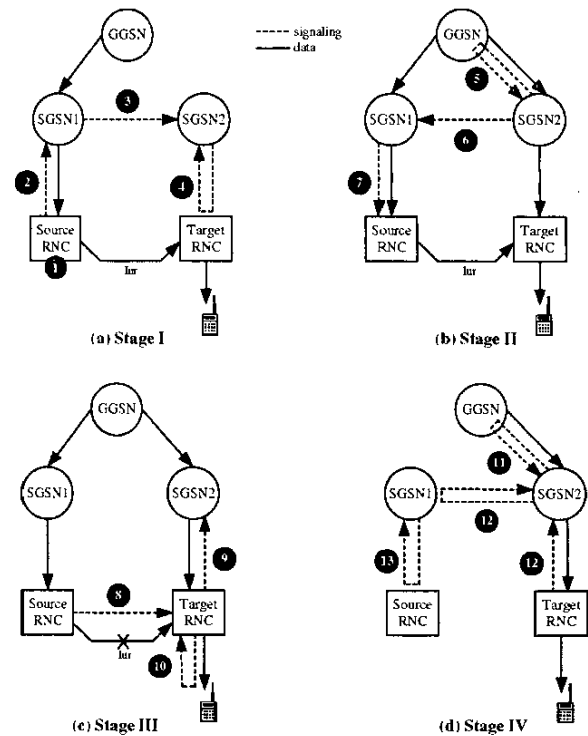 signaling
data
GGSN
SGSN1
3
SGSN2
2
4
Source
RNC
1
Target
RNC
Iur
(a) Stage I
GGSN
5
SGSN1
6
SGSN2
7
Source
RNC
Target
RNC
Iur
(b) Stage II
GGSN
SGSN1
SGSN2
9
Source
RNC
8
Target
RNC
Iur
10
(c) Stage III
GGSN
11
SGSN1
12
SGSN2
13
12
Source
RNC
Target
RNC
(d) Stage IV